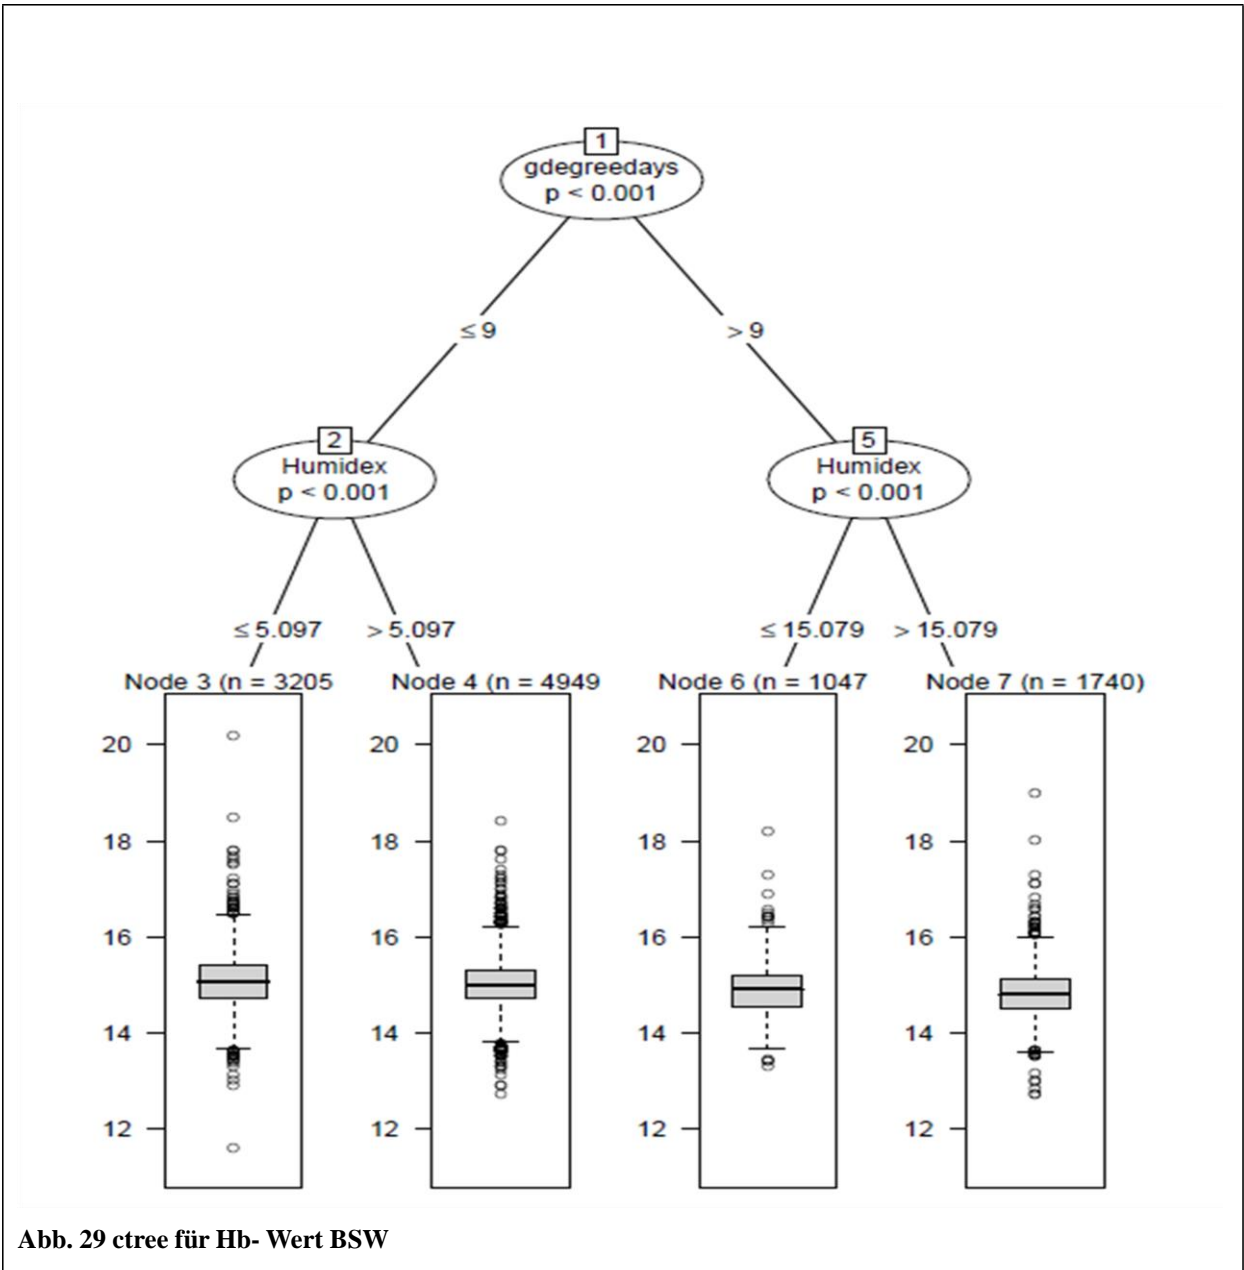 1
gdegreedays
p < 0.001
≤ 9
> 9
2
Humidex
p < 0.001
5
Humidex
p < 0.001
≤ 5.097
> 5.097
≤ 15.079
> 15.079
Node 3 (n = 3205
Node 4 (n = 4949
Node 6 (n = 1047
Node 7 (n = 1740)
20
18
16
14
12
20
18
16
14
12
20
18
16
14
12
20
18
16
14
12
Abb. 29 ctree für Hb- Wert BSW